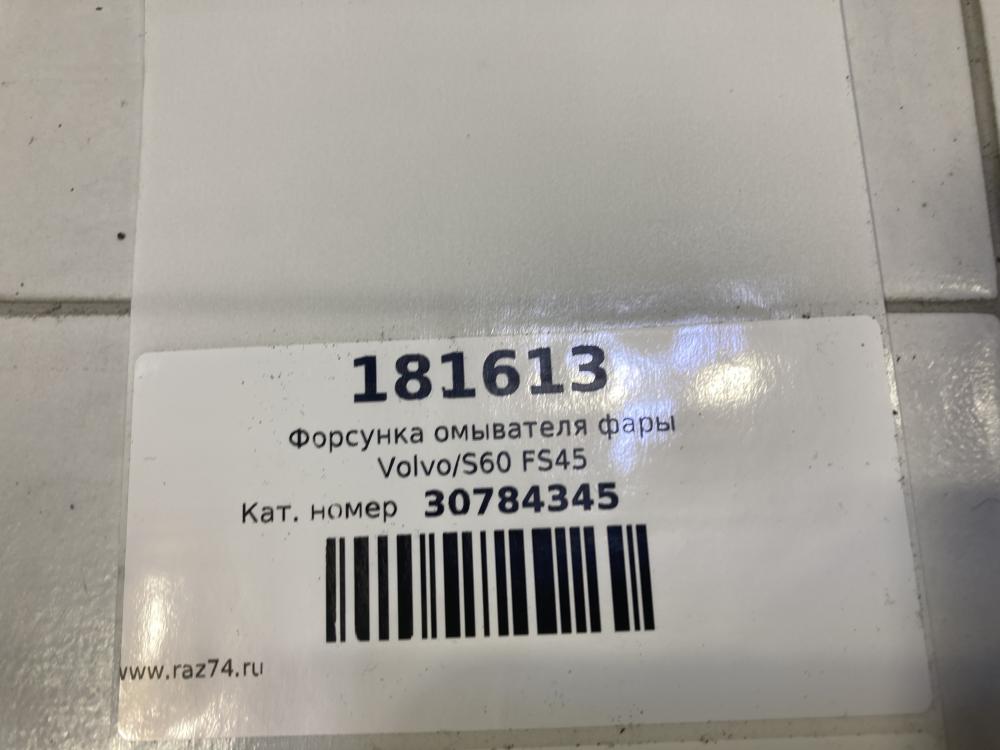 181613
Форсунка омывателя фары
Volvo/S60 FS45
Кат. номер 30784345
www.raz74.ru